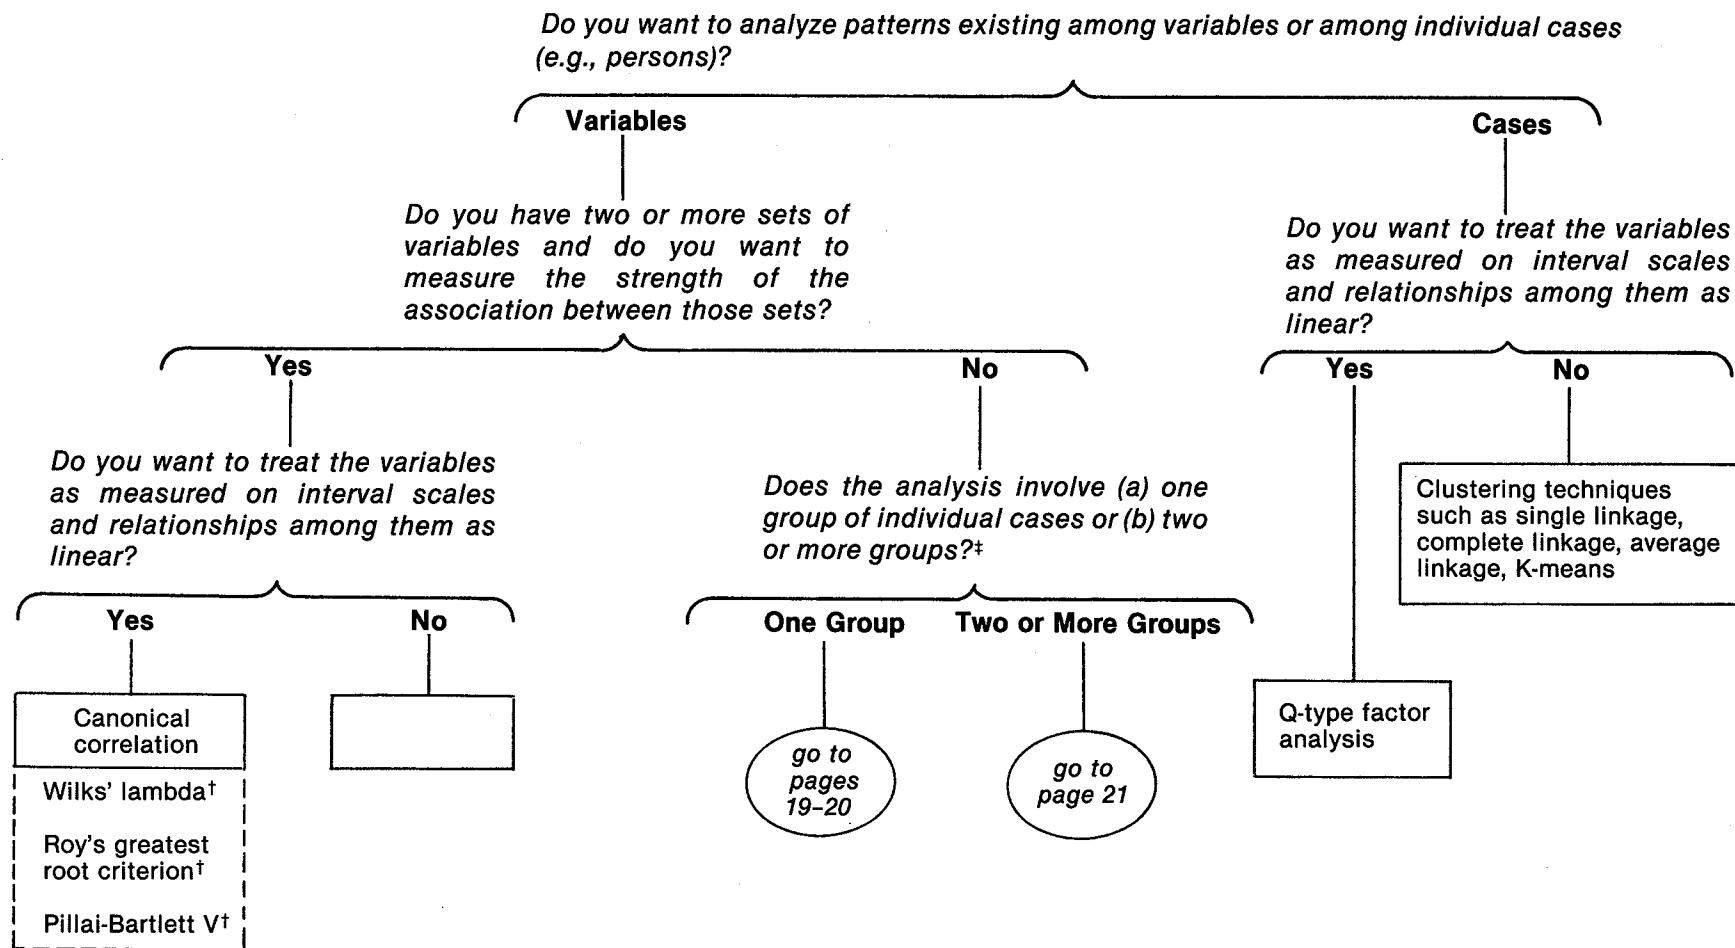 Do you want to analyze patterns existing among variables or among individual cases
(e.g., persons)?
Variables
Cases
Do you have two or more sets of
variables and do you want to
measure the strength of the
association between those sets?
Do you want to treat the variables
as measured on interval scales
and relationships among them as
linear?
Yes
No
Yes
No
Do you want to treat the variables
as measured on interval scales
and relationships among them as
linear?
Does the analysis involve (a) one
group of individual cases or (b) two
or more groups?‡
Clustering techniques
such as single linkage,
complete linkage, average
linkage, K-means
Yes
No
One Group
Two or More Groups
Canonical
correlation
Wilks' lambda†
Roy's greatest
root criterion†
Pillai-Bartlett V†
go to
pages
19–20
go to
page 21
Q-type factor
analysis